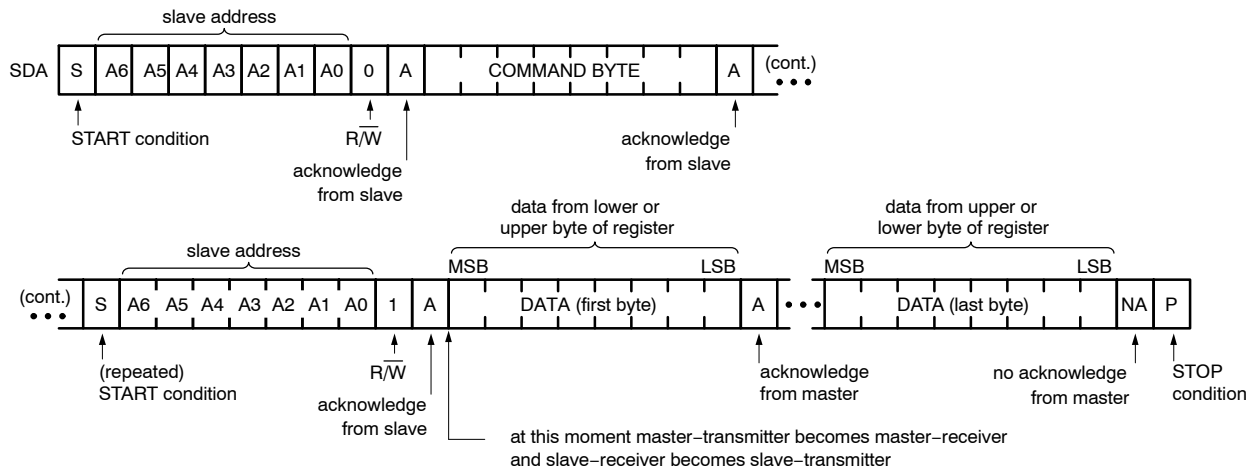 slave address
SDA S A6 A5 A4 A3 A2 A1 A0 0 A COMMAND BYTE A (cont.)
START condition
R/W
acknowledge
from slave
acknowledge
from slave
data from lower or
upper byte of register
data from upper or
lower byte of register
slave address
MSB LSB MSB LSB
(cont.) S A6 A5 A4 A3 A2 A1 A0 1 A DATA (first byte) A DATA (last byte) NA P
(repeated)
START condition
R/W
acknowledge
from slave
acknowledge
from master
no acknowledge
from master
STOP
condition
at this moment master−transmitter becomes master−receiver
and slave−receiver becomes slave−transmitter